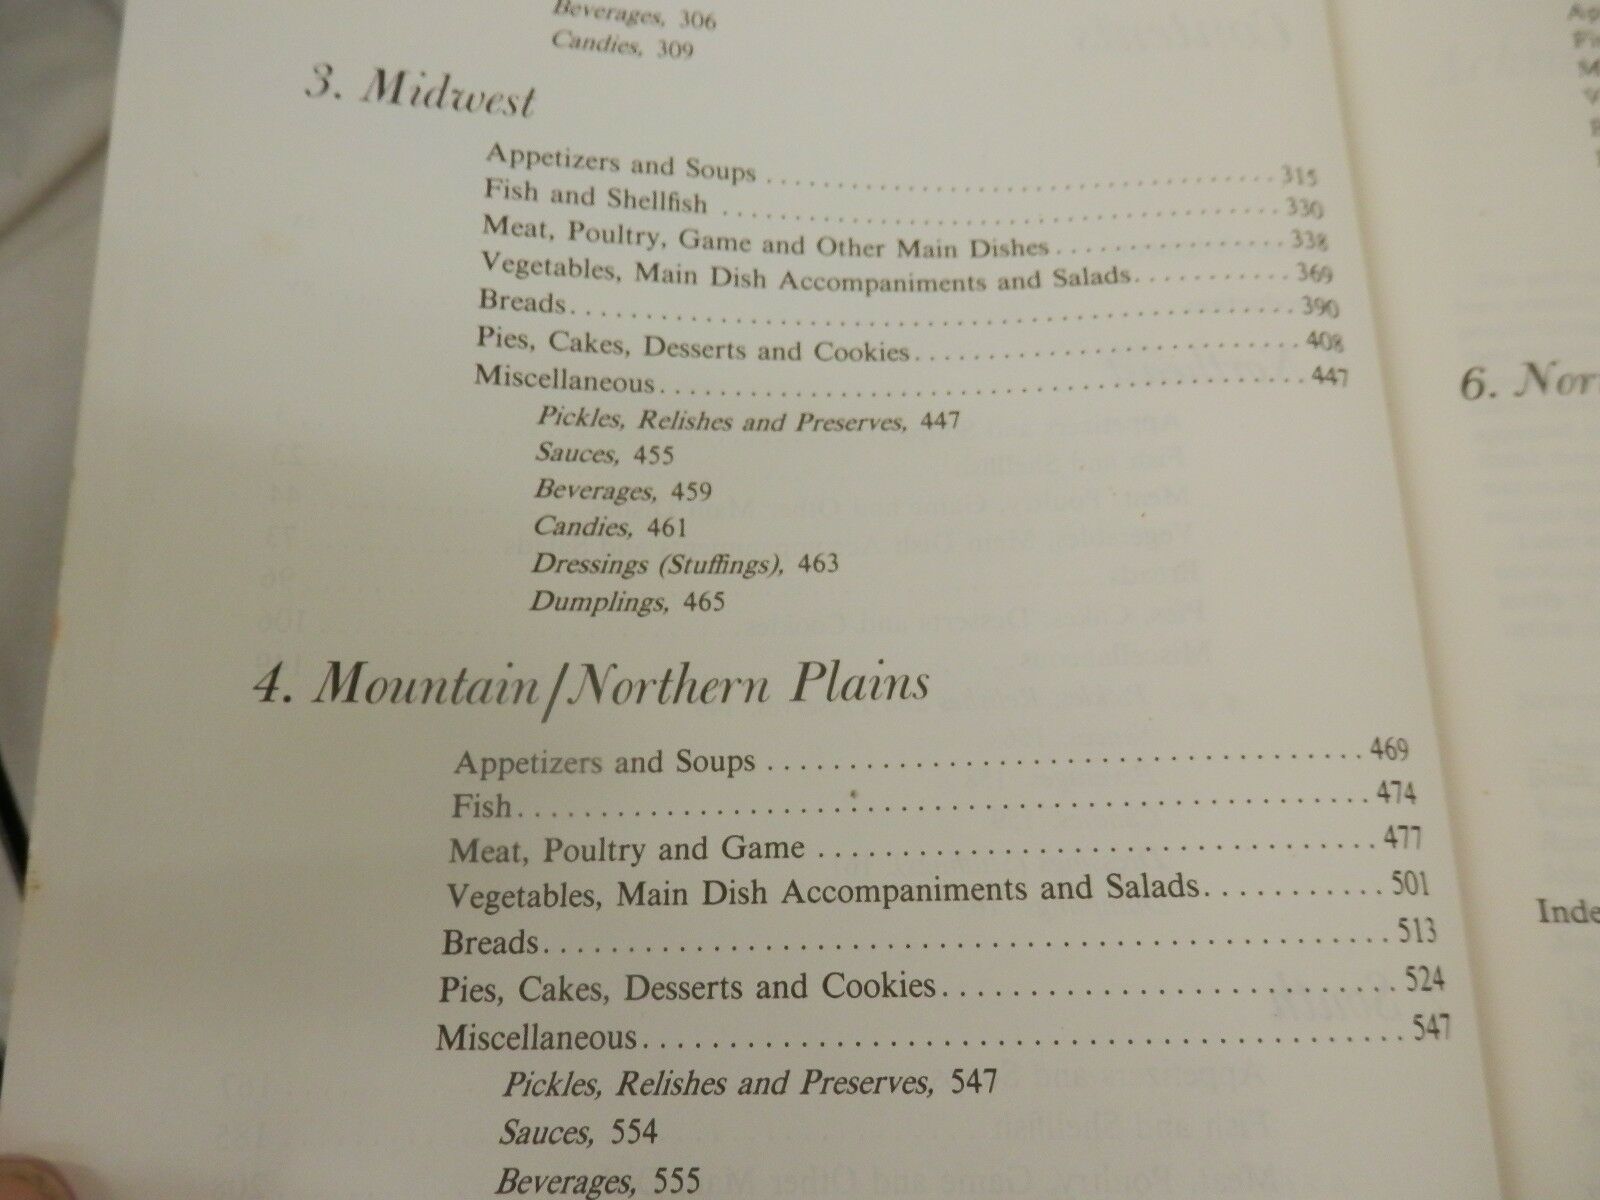 Beverages, 306
Candies, 309
3. Midwest
Appetizers and Soups ........................................ 315
Fish and Shellfish ........................................ 330
Meat, Poultry, Game and Other Main Dishes ................ 338
Vegetables, Main Dish Accompaniments and Salads ............ 369
Breads ........................................ 390
Pies, Cakes, Desserts and Cookies ........................ 408
Miscellaneous ........................................ 447
Pickles, Relishes and Preserves, 447
Sauces, 455
Beverages, 459
Candies, 461
Dressings (Stuffings), 463
Dumplings, 465
4. Mountain/Northern Plains
Appetizers and Soups ........................................ 469
Fish ........................................ 474
Meat, Poultry and Game ................................ 477
Vegetables, Main Dish Accompaniments and Salads ........... 501
Breads ........................................ 513
Pies, Cakes, Desserts and Cookies ........................ 524
Miscellaneous ........................................ 547
Pickles, Relishes and Preserves, 547
Sauces, 554
Beverages, 555
6. Nor
Inde